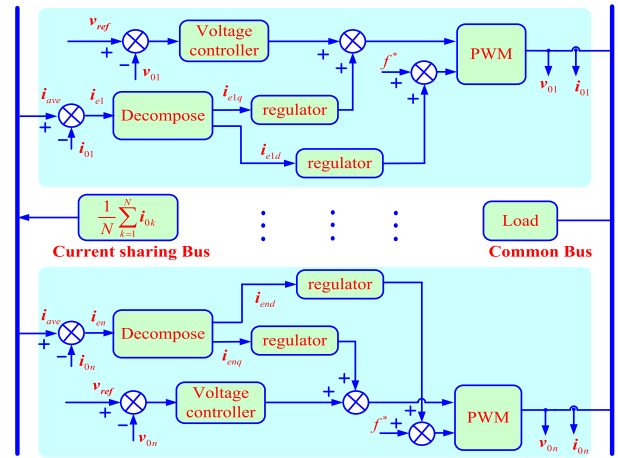 v_ref
+
−
v_01
Voltage controller
+
+
f*
+
+
PWM
v_01
i_01
i_ave
+
−
i_01
i_e1
Decompose
i_e1q
regulator
i_e1d
regulator
1/N ∑_{k=1}^{N} i_0k
Current sharing Bus
Load
Common Bus
i_ave
+
−
i_0n
i_en
Decompose
i_end
regulator
i_enq
regulator
v_ref
+
−
v_0n
Voltage controller
+
+
f*
+
+
PWM
v_0n
i_0n